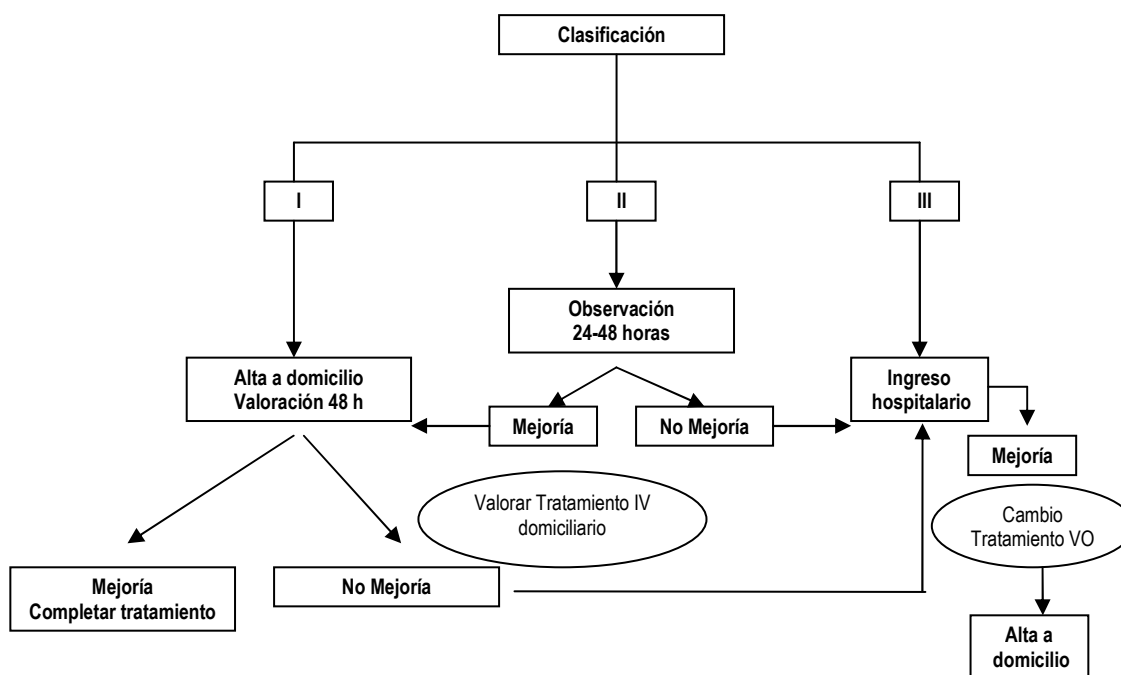 Clasificación
I
II
III
Observación
24-48 horas
Alta a domicilio
Valoración 48 h
Ingreso
hospitalario
Mejoría
No Mejoría
Mejoría
Valorar Tratamiento IV
domiciliario
Cambio
Tratamiento VO
Mejoría
Completar tratamiento
No Mejoría
Alta a
domicilio